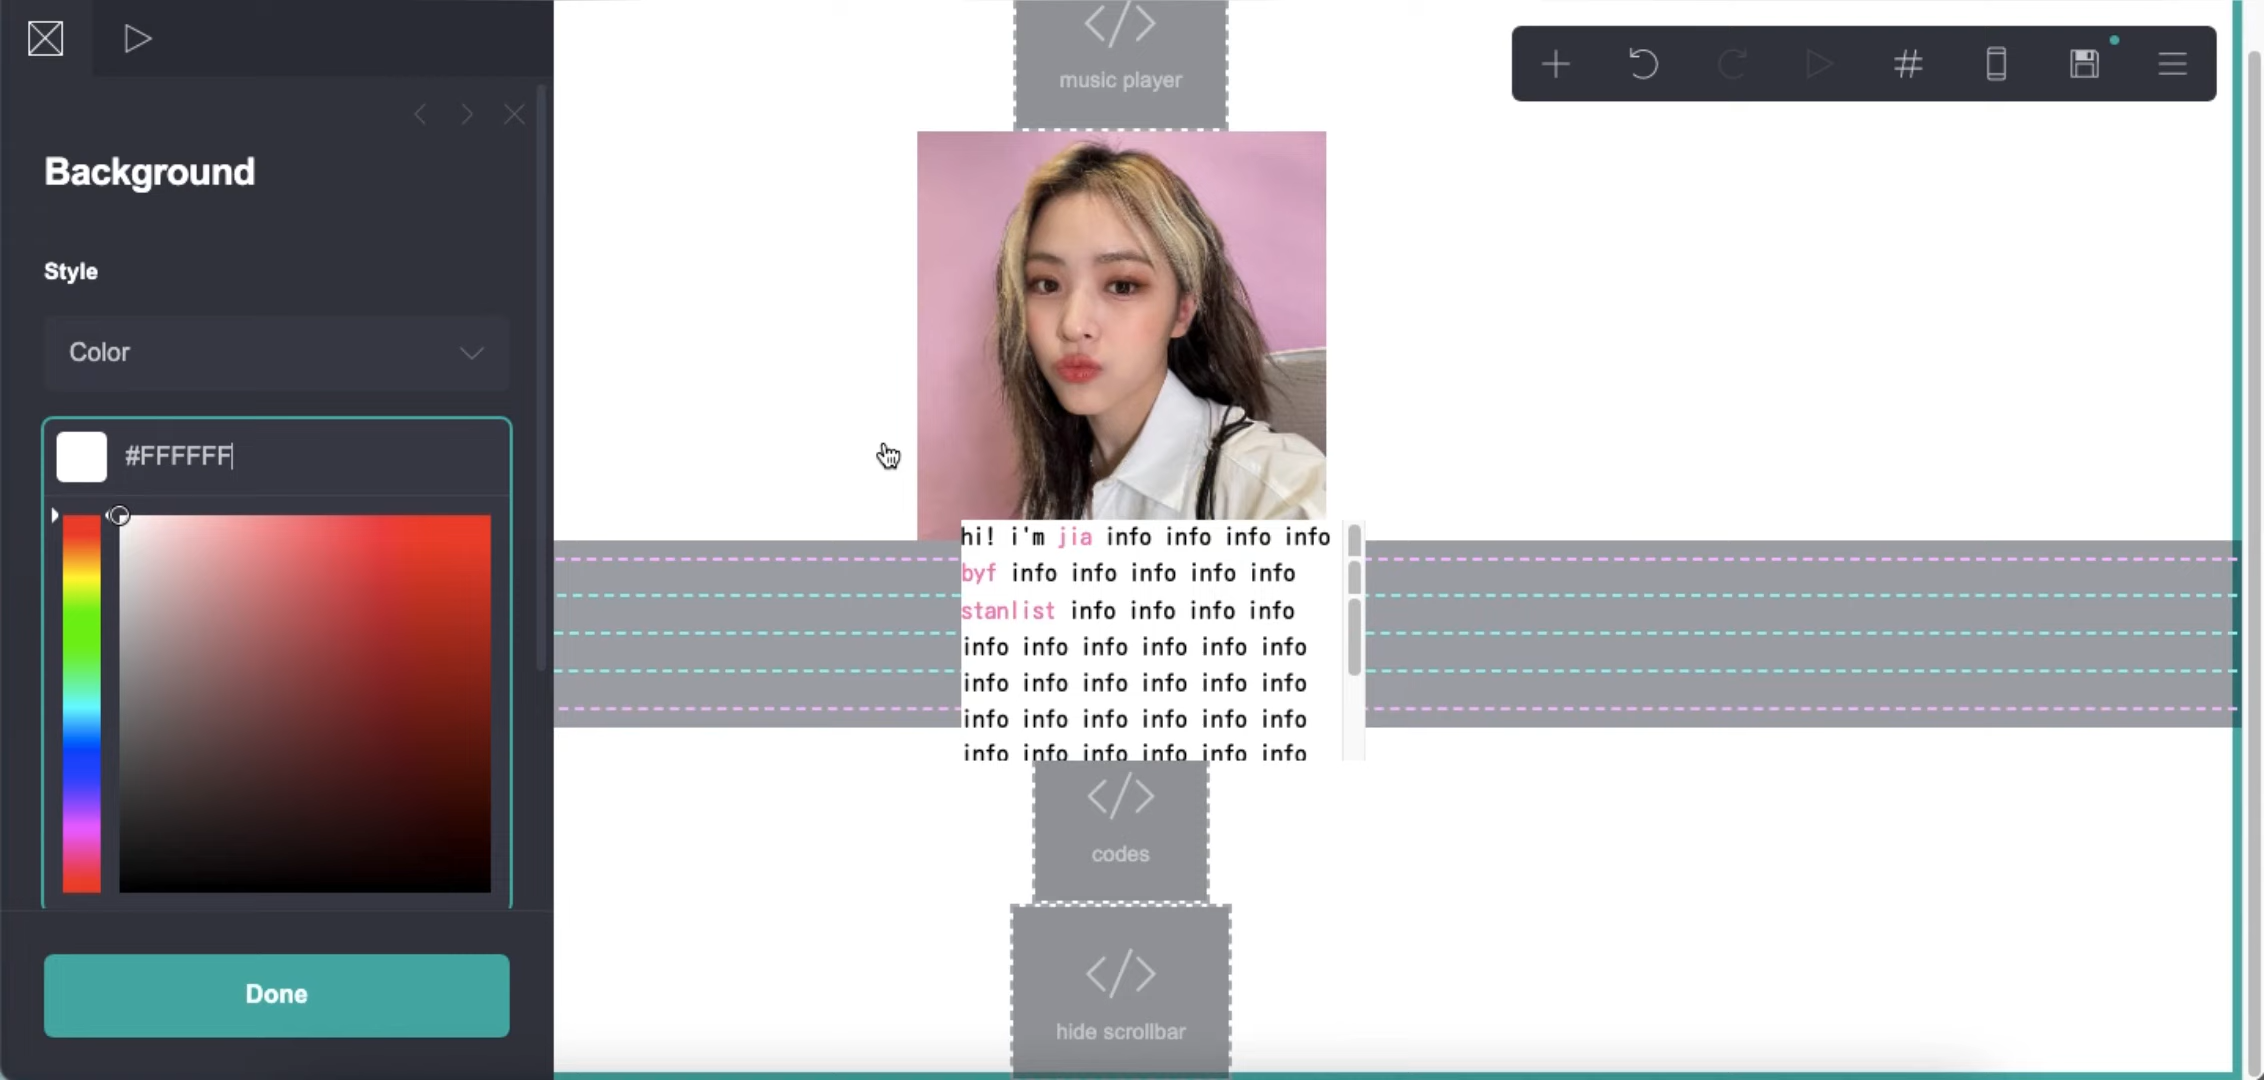 Background
Style
Color
#FFFFFF
Done
music player
hi! i'm jia info info info info
byf info info info info info
stanlist info info info info
info info info info info info
info info info info info info
info info info info info info
info info info info info info
codes
hide scrollbar